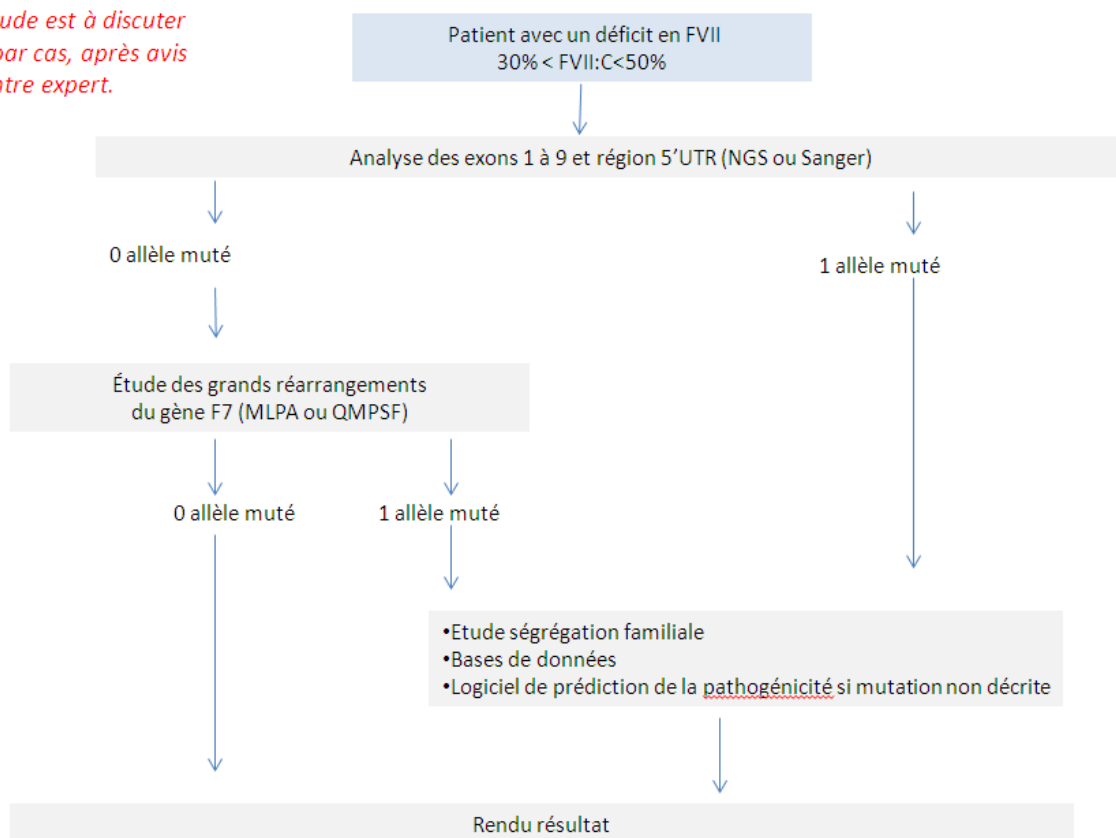 ude est à discuter
par cas, après avis
ntre expert.
Patient avec un déficit en FVII
30% < FVII:C<50%
Analyse des exons 1 à 9 et région 5’UTR (NGS ou Sanger)
0 allèle muté
1 allèle muté
Étude des grands réarrangements
du gène F7 (MLPA ou QMPSF)
0 allèle muté
1 allèle muté
•Etude ségrégation familiale
•Bases de données
•Logiciel de prédiction de la pathogénicité si mutation non décrite
Rendu résultat